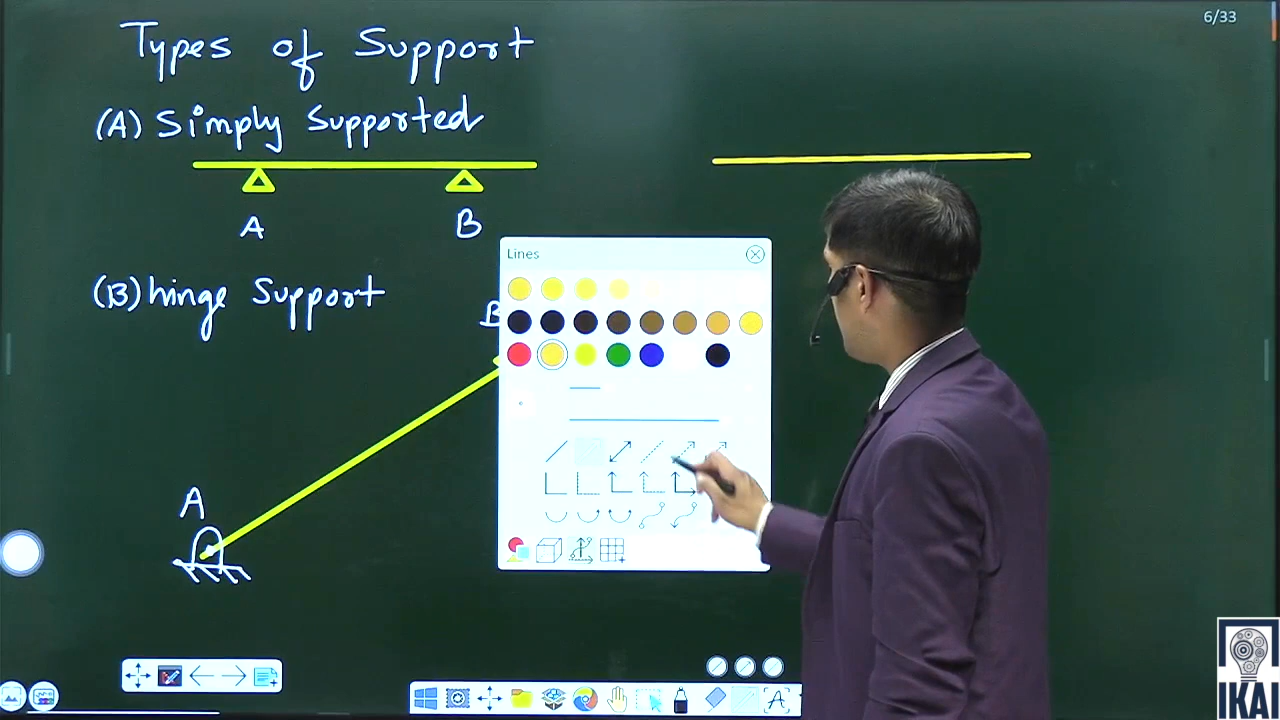 6/33
Types of Support
(A) Simply Supported
A
B
(B) hinge Support
B
Lines
A
A
IKAI